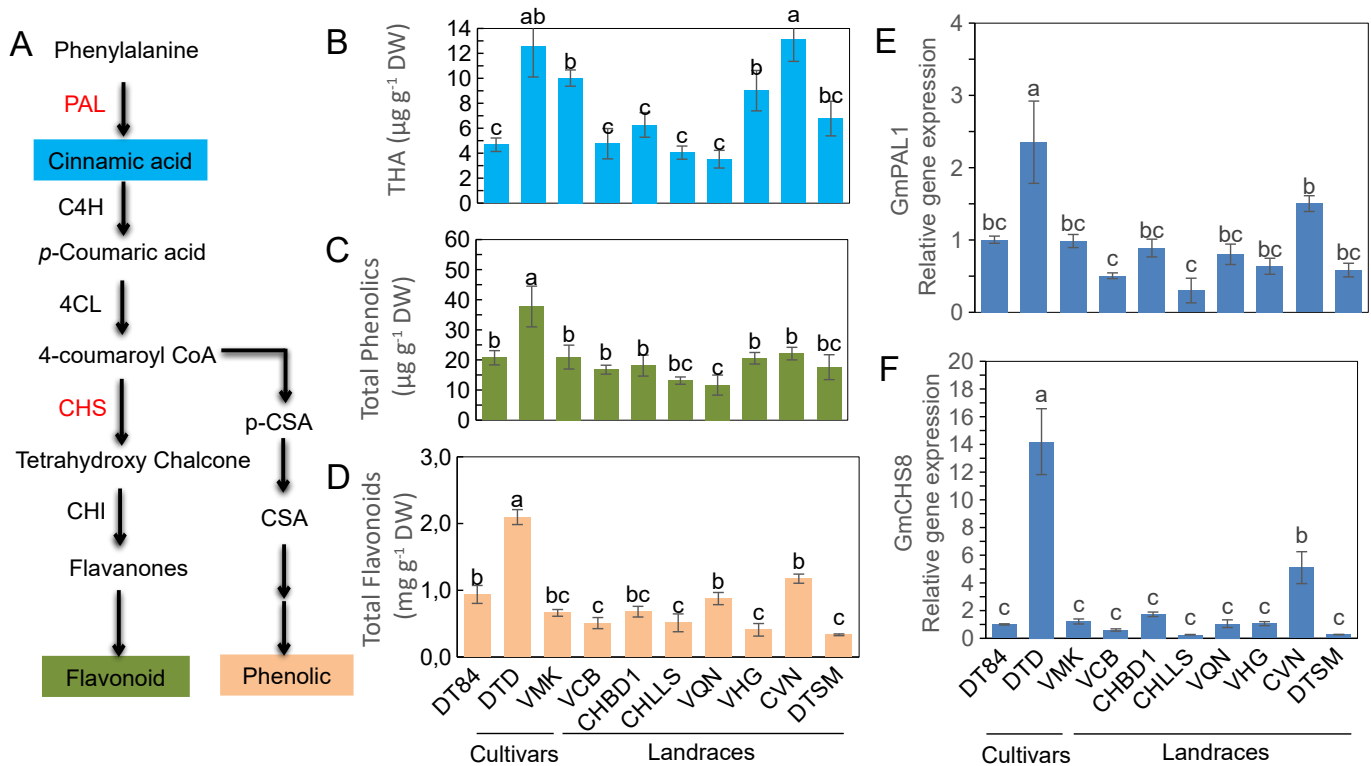 A
Phenylalanine
PAL
Cinnamic acid
C4H
p-Coumaric acid
4CL
4-coumaroyl CoA
CHS
p-CSA
Tetrahydroxy Chalcone
CHI
CSA
Flavanones
Flavonoid
Phenolic
B
THA (µg g⁻¹ DW)
14
12
10
8
6
4
2
0
c
ab
b
c
c
c
c
b
a
bc
C
Total Phenolics
(µg g⁻¹ DW)
60
50
40
30
20
10
0
b
a
b
b
b
bc
c
b
b
bc
D
Total Flavonoids
(mg g⁻¹ DW)
3,0
2,0
1,0
0,0
b
a
bc
c
bc
c
b
c
b
c
DT84
DTD
VMK
VCB
CHBD1
CHLLS
VQN
VHG
CVN
DTSM
Cultivars
Landraces
E
GmPAL1
Relative gene expression
4
3
2
1
0
bc
a
bc
c
bc
c
bc
bc
b
bc
F
GmCHS8
Relative gene expression
20
18
16
14
12
10
8
6
4
2
0
c
a
c
c
c
c
c
c
b
c
DT84
DTD
VMK
VCB
CHBD1
CHLLS
VQN
VHG
CVN
DTSM
Cultivars
Landraces